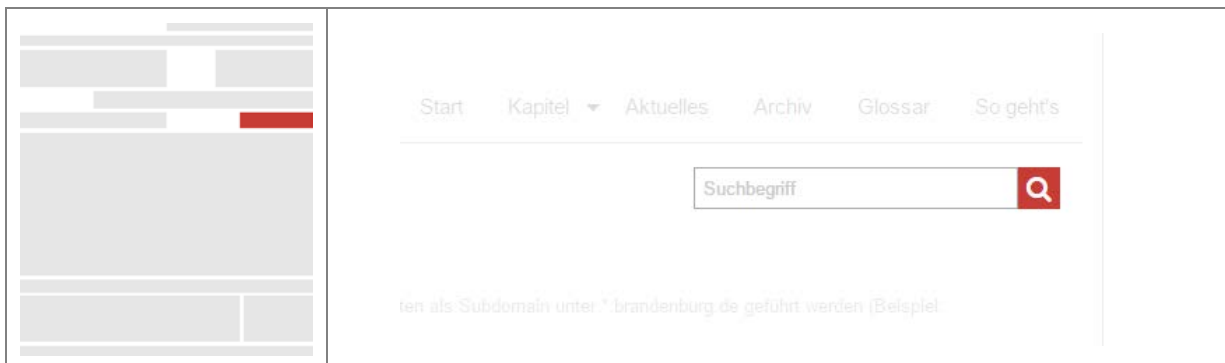 Start Kapitel Aktuelles Archiv Glossar So geht's
Suchbegriff
ten als Subdomain unter *.brandenburg.de geführt werden (Beispiel: